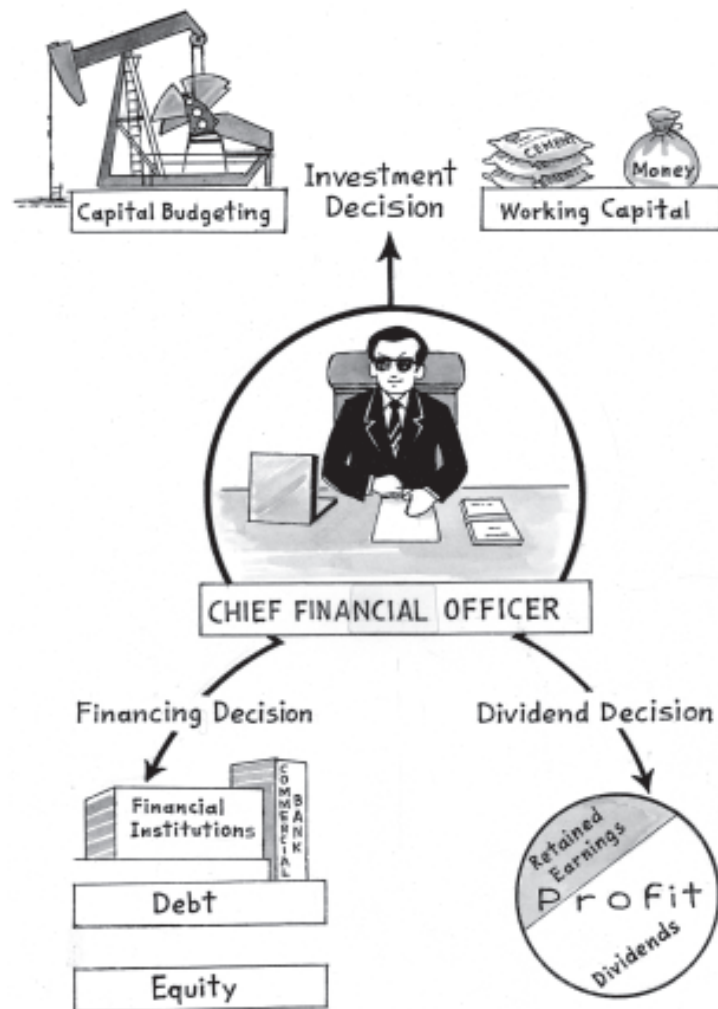 Capital Budgeting
Investment
Decision
CEMENT
CEMENT
Money
Working Capital
CHIEF FINANCIAL OFFICER
Financing Decision
Dividend Decision
Financial
Institutions
COMMERCIAL
BANK
Debt
Equity
Retained
Earnings
Profit
Dividends